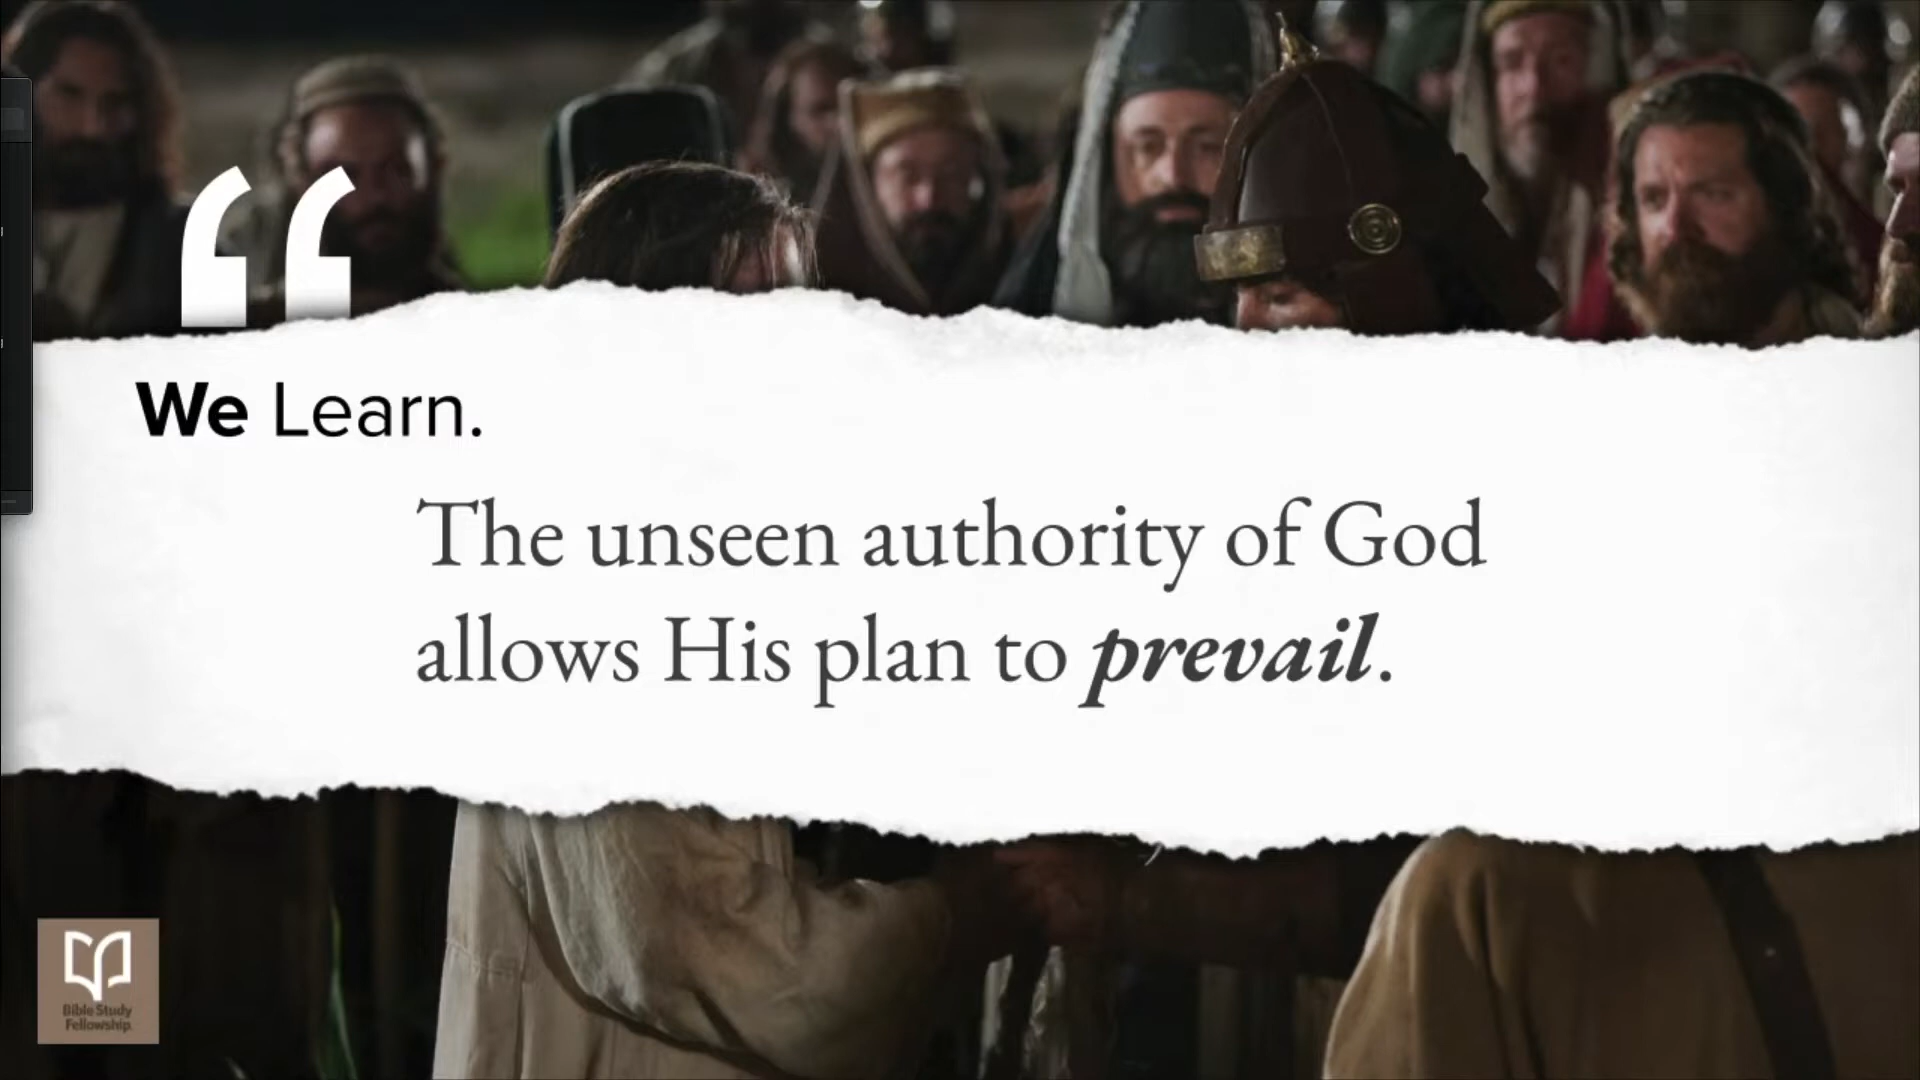 “
We Learn.
The unseen authority of God
allows His plan to prevail.
Bible Study
Fellowship